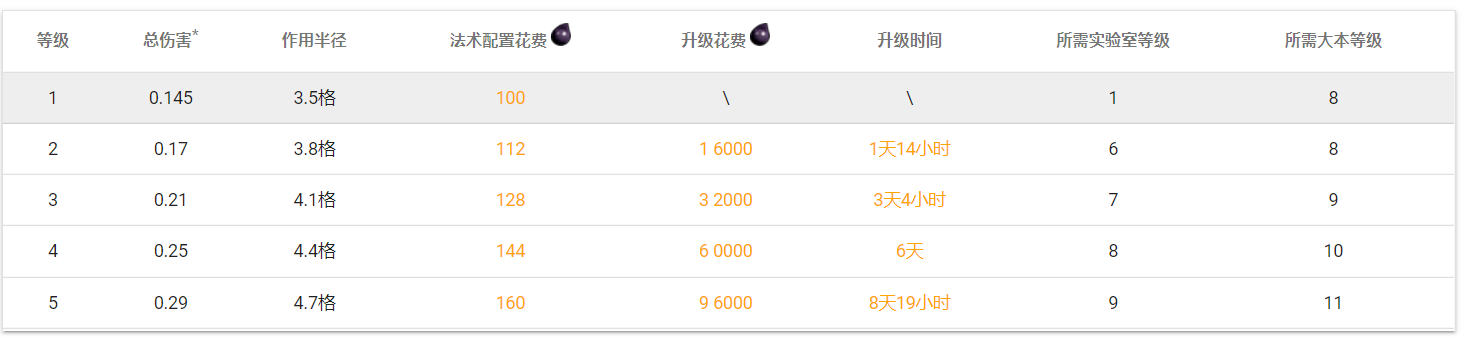 等级 总伤害* 作用半径 法术配置花费 升级花费 升级时间 所需实验室等级 所需大本等级
1 0.145 3.5格 100 \ \ 1 8
2 0.17 3.8格 112 1 6000 1天14小时 6 8
3 0.21 4.1格 128 3 2000 3天4小时 7 9
4 0.25 4.4格 144 6 0000 6天 8 10
5 0.29 4.7格 160 9 6000 8天19小时 9 11